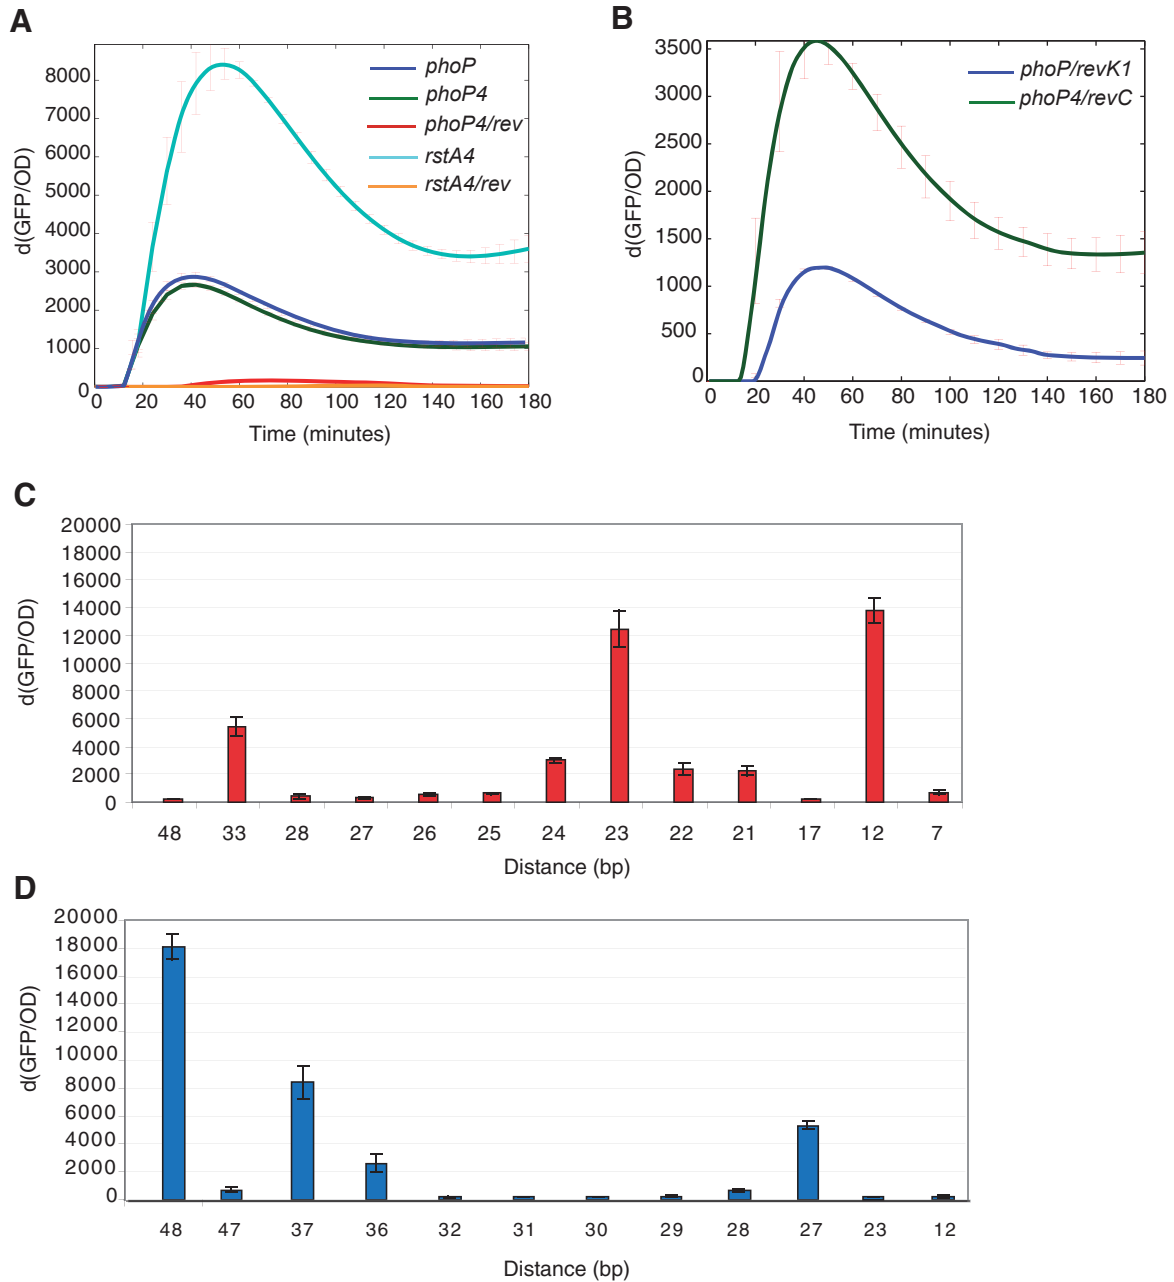 A
d(GFP/OD)
8000
7000
6000
5000
4000
3000
2000
1000
0
phoP
phoP4
phoP4/rev
rstA4
rstA4/rev
0 20 40 60 80 100 120 140 160 180
Time (minutes)
B
d(GFP/OD)
3500
3000
2500
2000
1500
1000
500
0
phoP/revK1
phoP4/revC
0 20 40 60 80 100 120 140 160 180
Time (minutes)
C
d(GFP/OD)
20000
18000
16000
14000
12000
10000
8000
6000
4000
2000
0
48 33 28 27 26 25 24 23 22 21 17 12 7
Distance (bp)
D
d(GFP/OD)
20000
18000
16000
14000
12000
10000
8000
6000
4000
2000
0
48 47 37 36 32 31 30 29 28 27 23 12
Distance (bp)